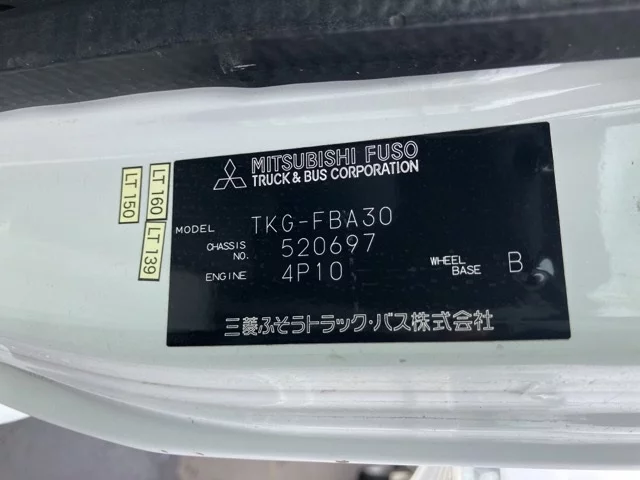 MITSUBISHI FUSO
TRUCK & BUS CORPORATION
MODEL TKG-FBA30
CHASSIS NO. 520697
ENGINE 4P10 WHEEL BASE B
三菱ふそうトラック・バス株式会社
LT 150
LT 160
LT 139